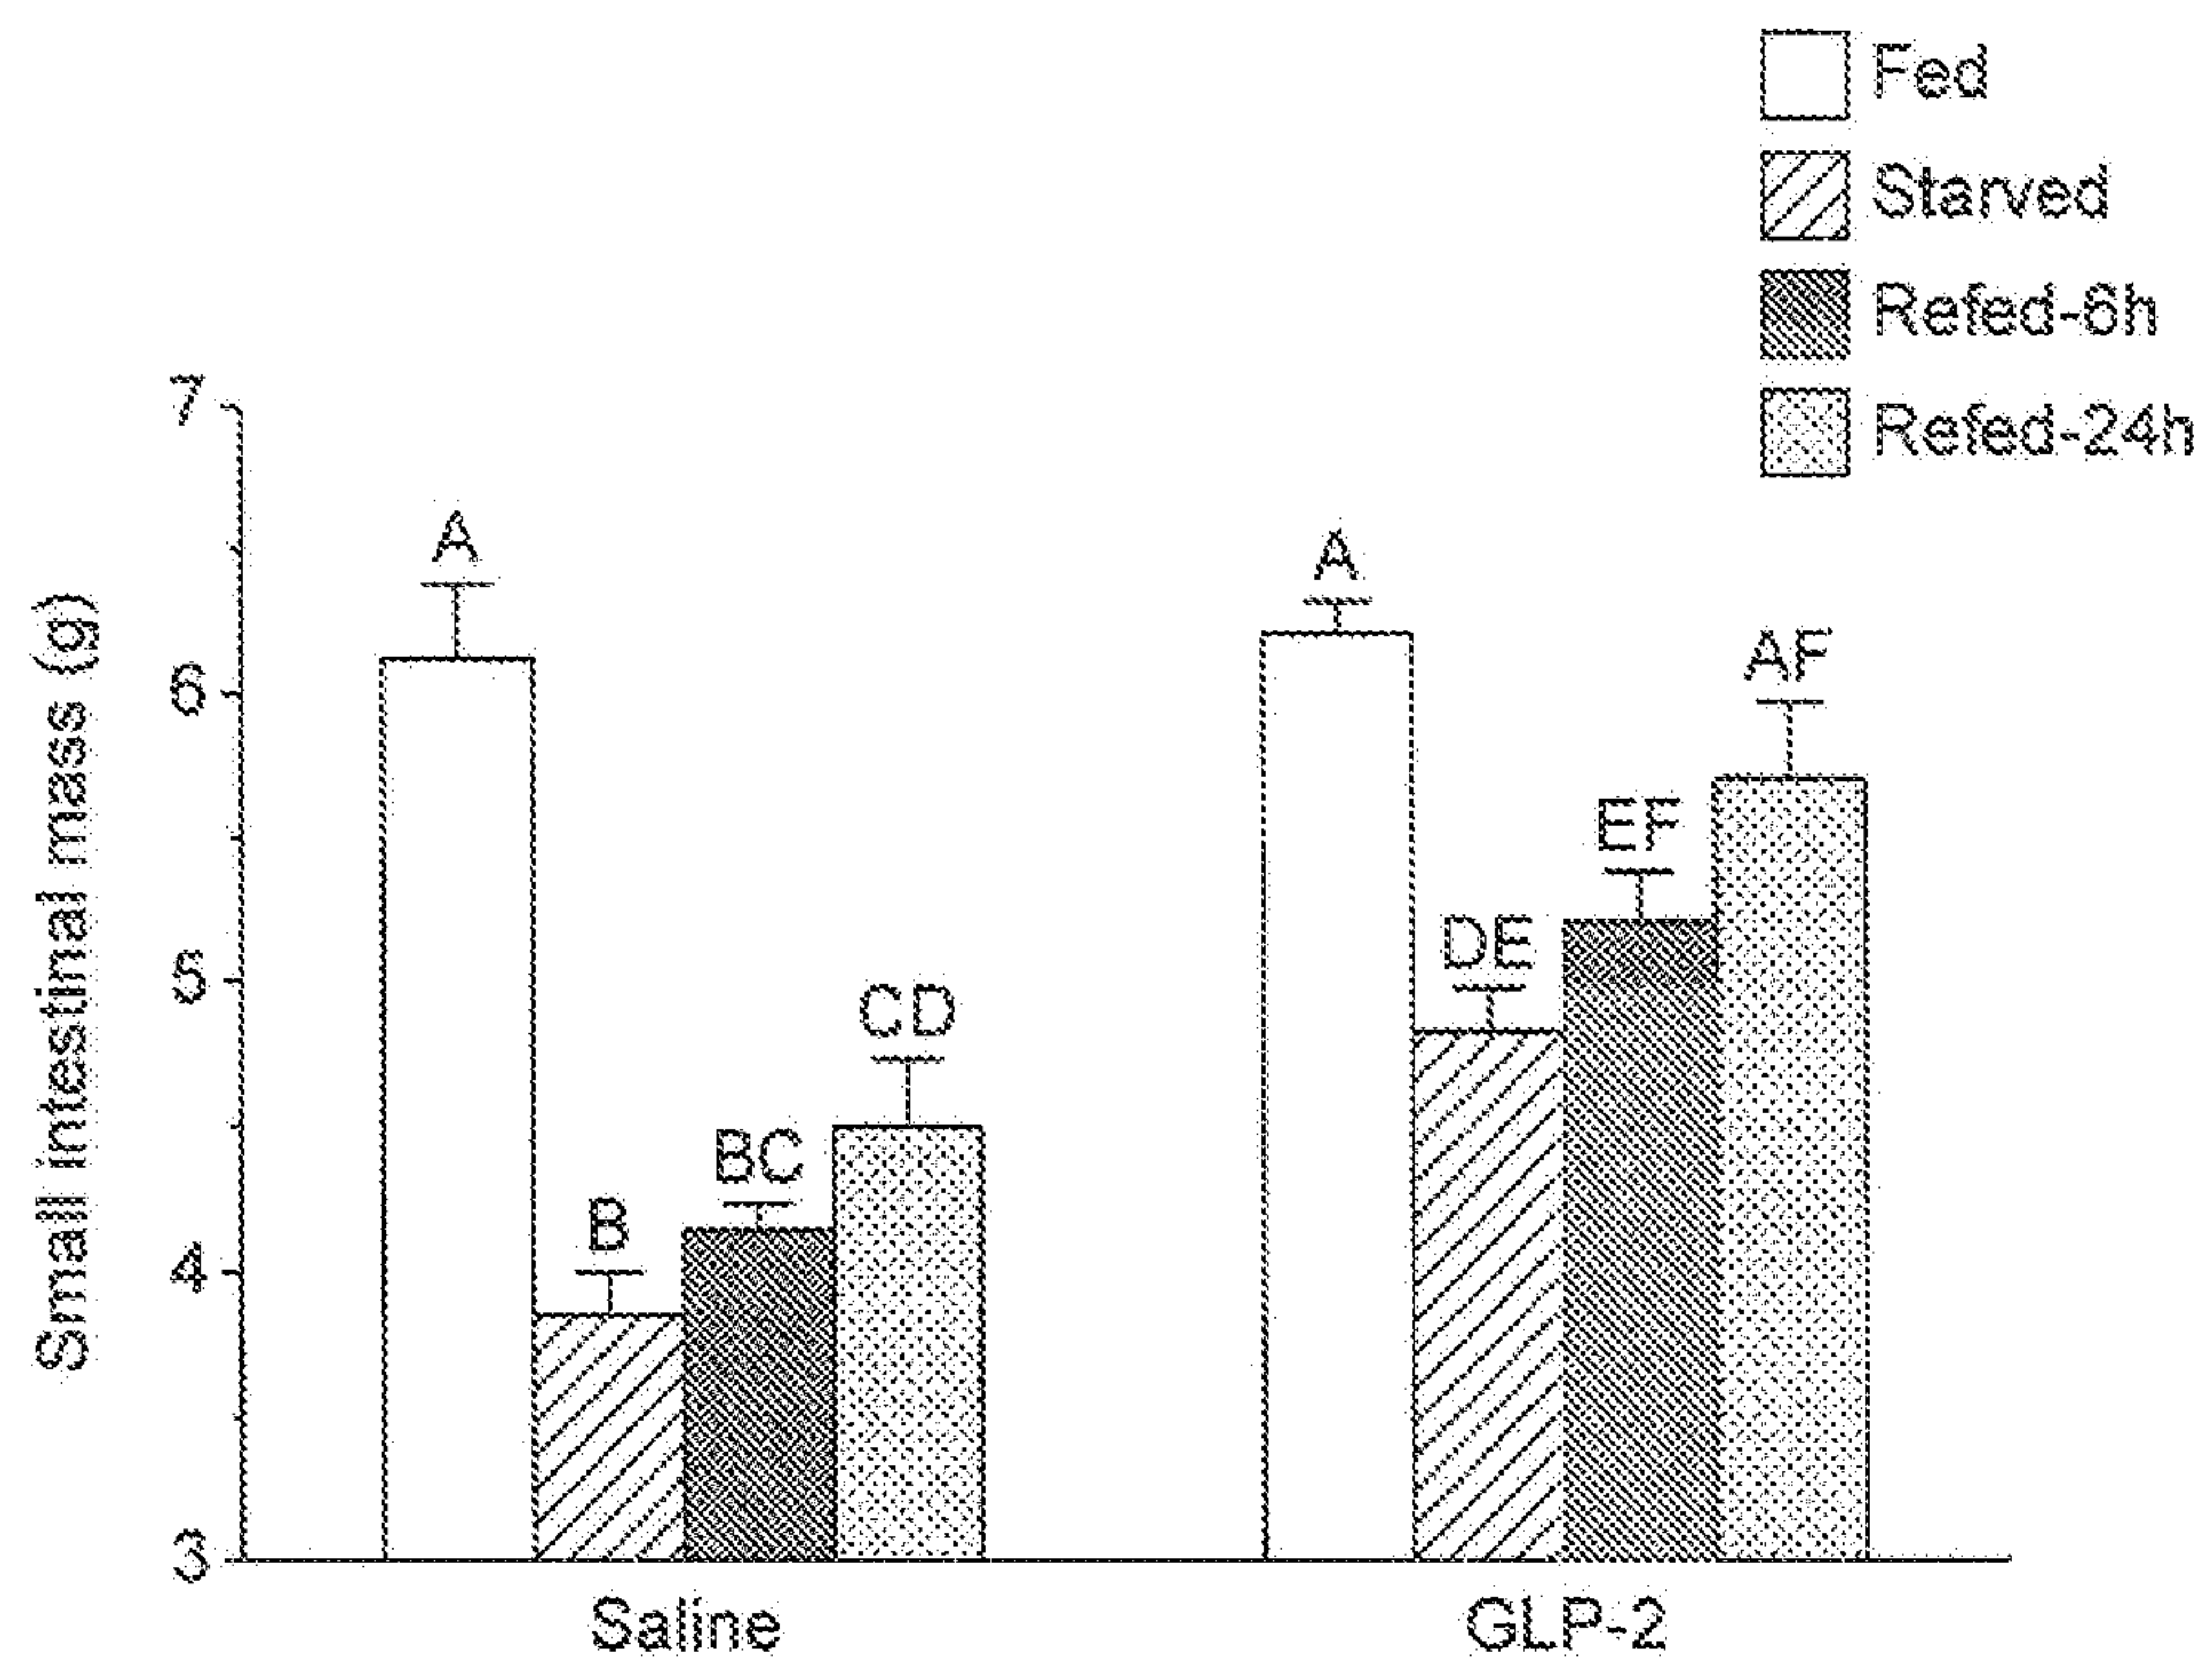 Fed
Starved
Refed-6h
Refed-24h
Small intestinal mass (g)
7
6
5
4
3
A
B
BC
CD
A
DE
EF
AF
Saline
GLP-2